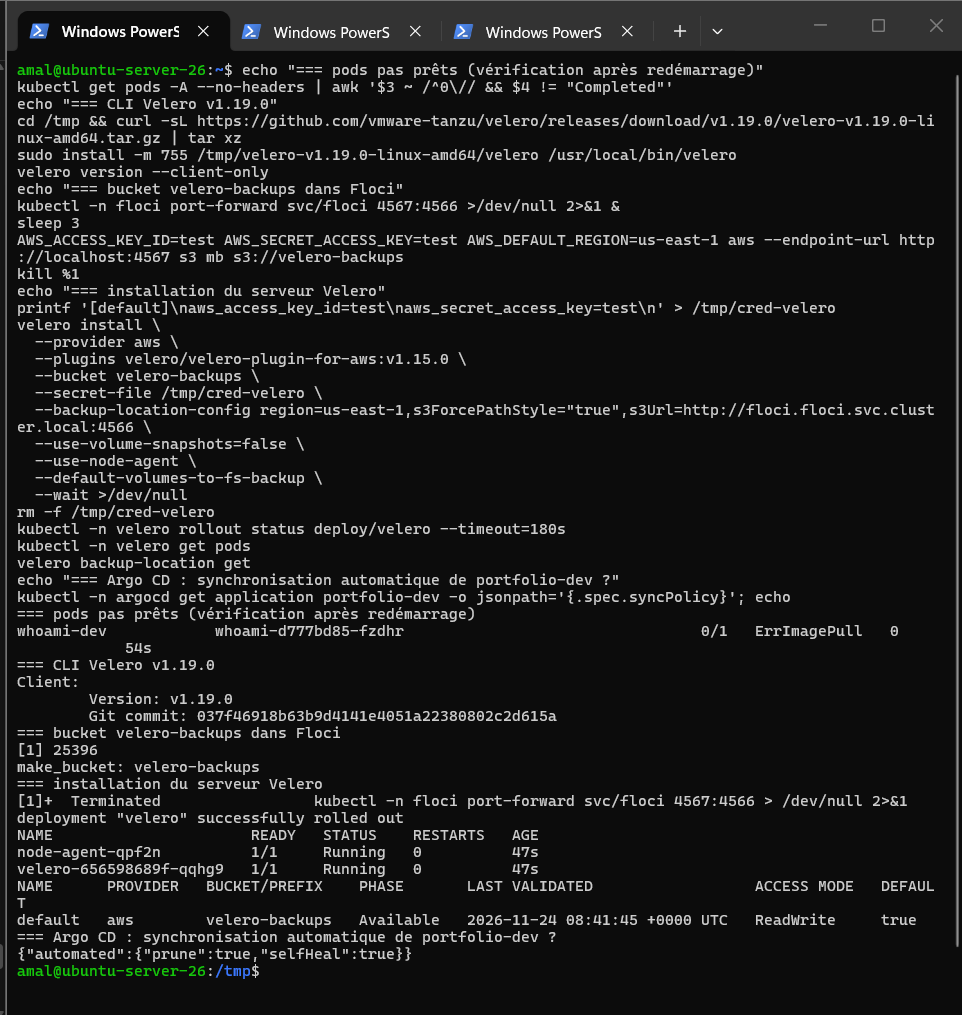 Windows PowerS
Windows PowerS
Windows PowerS
amal@ubuntu-server-26:~$ echo "=== pods pas prêts (vérification après redémarrage)"
kubectl get pods -A --no-headers | awk '$3 ~ /^0\// && $4 != "Completed"'
echo "=== CLI Velero v1.19.0"
cd /tmp && curl -sL https://github.com/vmware-tanzu/velero/releases/download/v1.19.0/velero-v1.19.0-li
nux-amd64.tar.gz | tar xz
sudo install -m 755 /tmp/velero-v1.19.0-linux-amd64/velero /usr/local/bin/velero
velero version --client-only
echo "=== bucket velero-backups dans Floci"
kubectl -n floci port-forward svc/floci 4567:4566 >/dev/null 2>&1 &
sleep 3
AWS_ACCESS_KEY_ID=test AWS_SECRET_ACCESS_KEY=test AWS_DEFAULT_REGION=us-east-1 aws --endpoint-url http
://localhost:4567 s3 mb s3://velero-backups
kill %1
echo "=== installation du serveur Velero"
printf '[default]\naws_access_key_id=test\naws_secret_access_key=test\n' > /tmp/cred-velero
velero install \
  --provider aws \
  --plugins velero/velero-plugin-for-aws:v1.15.0 \
  --bucket velero-backups \
  --secret-file /tmp/cred-velero \
  --backup-location-config region=us-east-1,s3ForcePathStyle="true",s3Url=http://floci.floci.svc.clust
er.local:4566 \
  --use-volume-snapshots=false \
  --use-node-agent \
  --default-volumes-to-fs-backup \
  --wait >/dev/null
rm -f /tmp/cred-velero
kubectl -n velero rollout status deploy/velero --timeout=180s
kubectl -n velero get pods
velero backup-location get
echo "=== Argo CD : synchronisation automatique de portfolio-dev ?"
kubectl -n argocd get application portfolio-dev -o jsonpath='{.spec.syncPolicy}'; echo
=== pods pas prêts (vérification après redémarrage)
whoami-dev            whoami-d777bd85-fzdhr                                 0/1   ErrImagePull   0
            54s
=== CLI Velero v1.19.0
Client:
        Version: v1.19.0
        Git commit: 037f46918b63b9d4141e4051a22380802c2d615a
=== bucket velero-backups dans Floci
[1] 25396
make_bucket: velero-backups
=== installation du serveur Velero
[1]+  Terminated              kubectl -n floci port-forward svc/floci 4567:4566 > /dev/null 2>&1
deployment "velero" successfully rolled out
NAME                      READY   STATUS    RESTARTS   AGE
node-agent-qpf2n          1/1     Running   0          47s
velero-656598689f-qqhg9   1/1     Running   0          47s
NAME      PROVIDER   BUCKET/PREFIX    PHASE       LAST VALIDATED                  ACCESS MODE   DEFAUL
T
default   aws        velero-backups   Available   2026-11-24 08:41:45 +0000 UTC   ReadWrite     true
=== Argo CD : synchronisation automatique de portfolio-dev ?
{"automated":{"prune":true,"selfHeal":true}}
amal@ubuntu-server-26:/tmp$